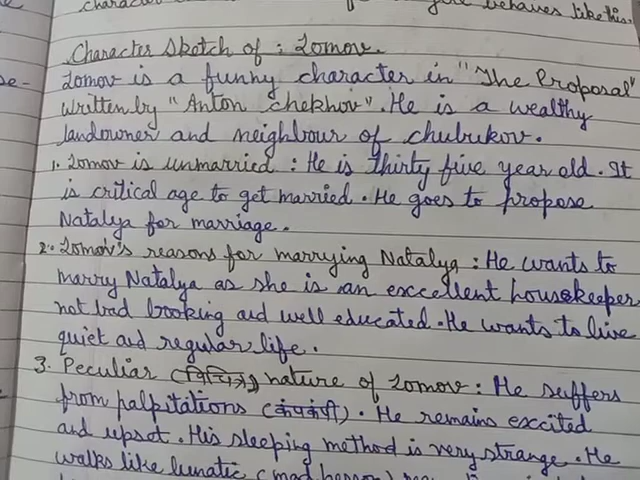 character
behaves like this.
Character Sketch of : Lomov.
Lomov is a funny character in "The Proposal"
written by "Anton Chekhov". He is a wealthy
landowner and neighbour of chubukov.
1. Lomov is unmarried : He is Thirty five year old. It
is critical age to get married. He goes to propose
Natalya for marriage.
2. Lomov's reasons for marrying Natalya : He wants to
marry Natalya as she is an excellent housekeeper
not bad looking and well educated. He wants to live
quiet and regular life.
3. Peculiar (विचित्र) nature of Lomov : He suffers
from palpitations (कंपकंपी). He remains excited
and upset. His sleeping method is very strange. He
walks like lunatic (mad